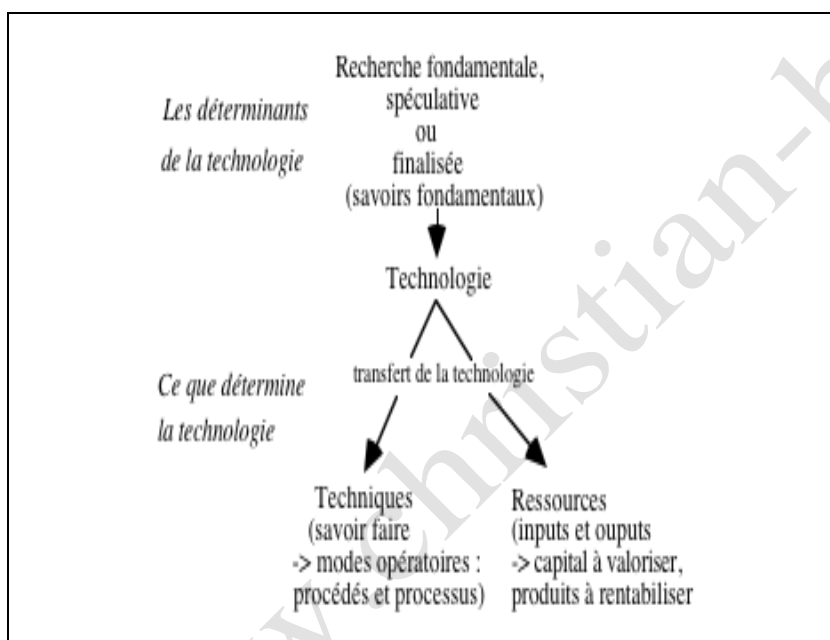 Recherche fondamentale,
spéculative
ou
finalisée
(savoirs fondamentaux)
Les déterminants
de la technologie
Technologie
transfert de la technologie
Ce que détermine
la technologie
Techniques
(savoir faire
-> modes opératoires :
procédés et processus)
Ressources
(inputs et ouputs
-> capital à valoriser,
produits à rentabiliser
www.christian-b